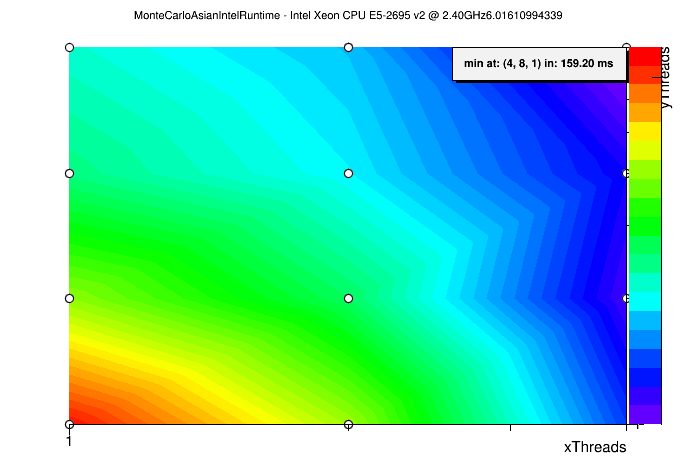 MonteCarloAsianIntelRuntime - Intel Xeon CPU E5-2695 v2 @ 2.40GHz6.01610994339
min at: (4, 8, 1) in: 159.20 ms
yThreads
1
xThreads